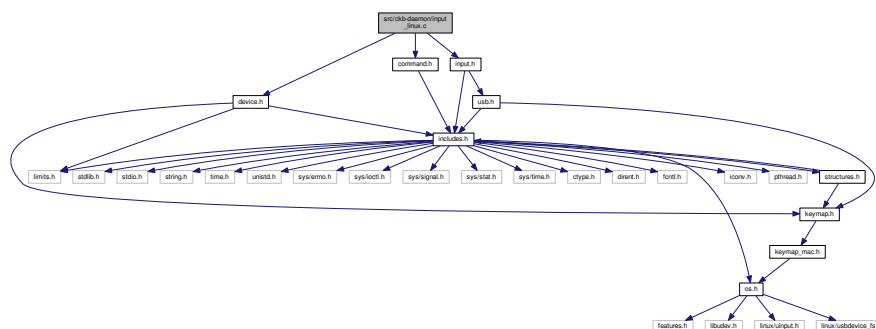 src/ckb-daemon/input
_linux.c
command.h
input.h
device.h
usb.h
includes.h
limits.h
stdlib.h
stdio.h
string.h
time.h
unistd.h
sys/errno.h
sys/ioctl.h
sys/signal.h
sys/stat.h
sys/time.h
ctype.h
dirent.h
fcntl.h
iconv.h
pthread.h
structures.h
keymap.h
keymap_mac.h
os.h
features.h
libudev.h
linux/uinput.h
linux/usbdevice_fs